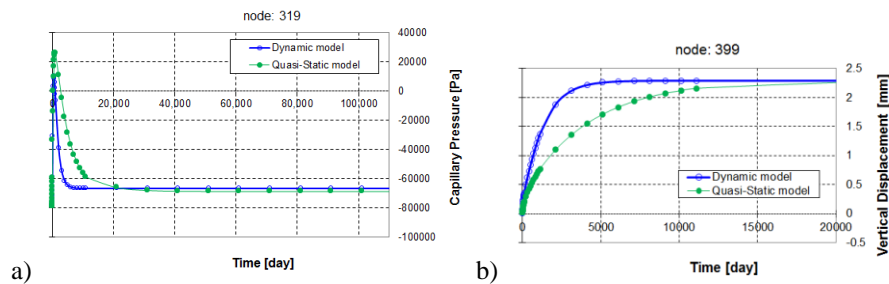 node: 319
Dynamic model
Quasi-Static model
0 20,000 40,000 60,000 80,000 100,000
40000
20000
0
-20000
-40000
-60000
-80000
-100000
Capillary Pressure [Pa]
Time [day]
a)
node: 399
Dynamic model
Quasi-Static model
2.5
2
1.5
1
0.5
0
-0.5
0 5000 10000 15000 20000
Vertical Displacement [mm]
Time [day]
b)